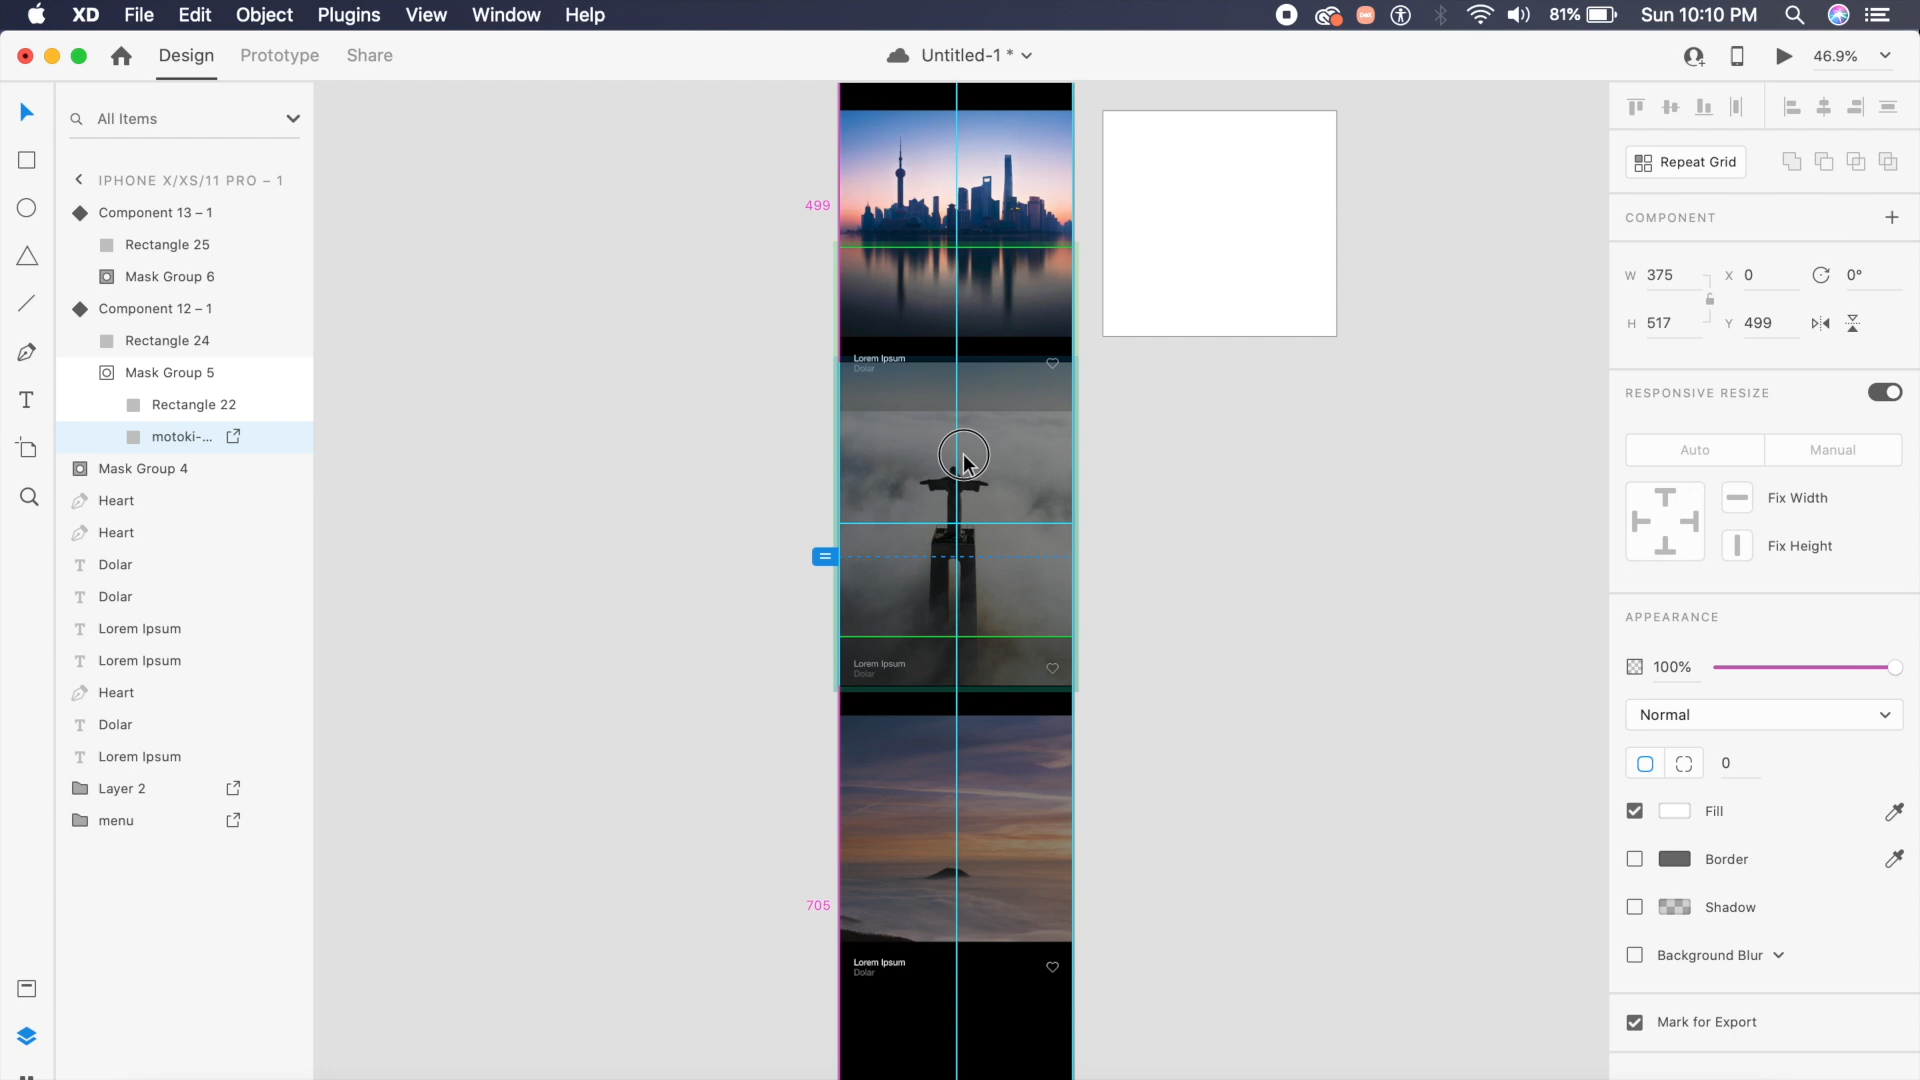 XD File Edit Object Plugins View Window Help
81% Sun 10:10 PM
Design Prototype Share
Untitled-1 *
46.9%
All Items
IPHONE X/XS/11 PRO – 1
Component 13 – 1
Rectangle 25
Mask Group 6
Component 12 – 1
Rectangle 24
Mask Group 5
Rectangle 22
motoki-...
Mask Group 4
Heart
Heart
Dolar
Dolar
Lorem Ipsum
Lorem Ipsum
Heart
Dolar
Lorem Ipsum
Layer 2
menu
499
Lorem Ipsum
Dolar
Lorem Ipsum
Dolar
705
Lorem Ipsum
Dolar
Repeat Grid
COMPONENT
W 375 X 0 0°
H 517 Y 499
RESPONSIVE RESIZE
Auto Manual
Fix Width
Fix Height
APPEARANCE
100%
Normal
0
Fill
Border
Shadow
Background Blur
Mark for Export